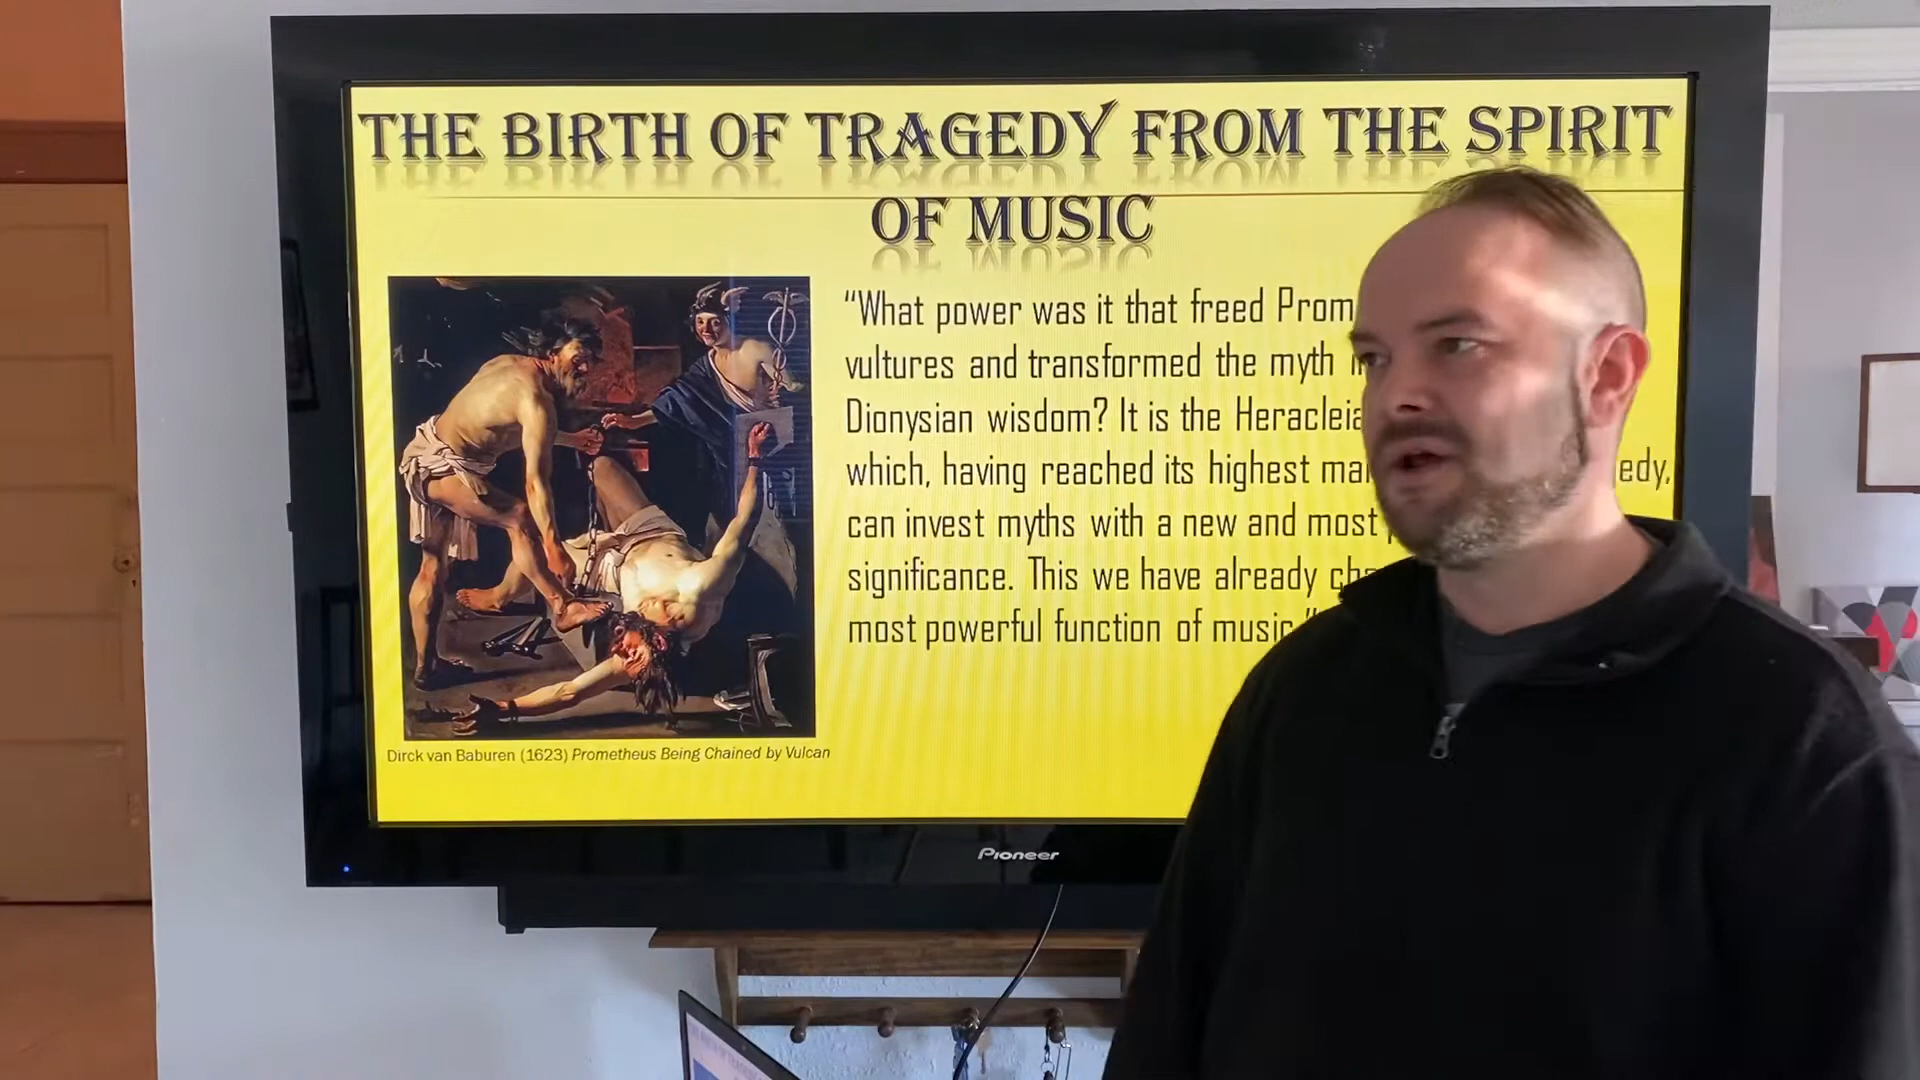 THE BIRTH OF TRAGEDY FROM THE SPIRIT
OF MUSIC
“What power was it that freed Prom
vultures and transformed the myth
Dionysian wisdom? It is the Heracleia
which, having reached its highest ma edy,
can invest myths with a new and most
significance. This we have already cha
most powerful function of music.”
Dirck van Baburen (1623) Prometheus Being Chained by Vulcan
Pioneer